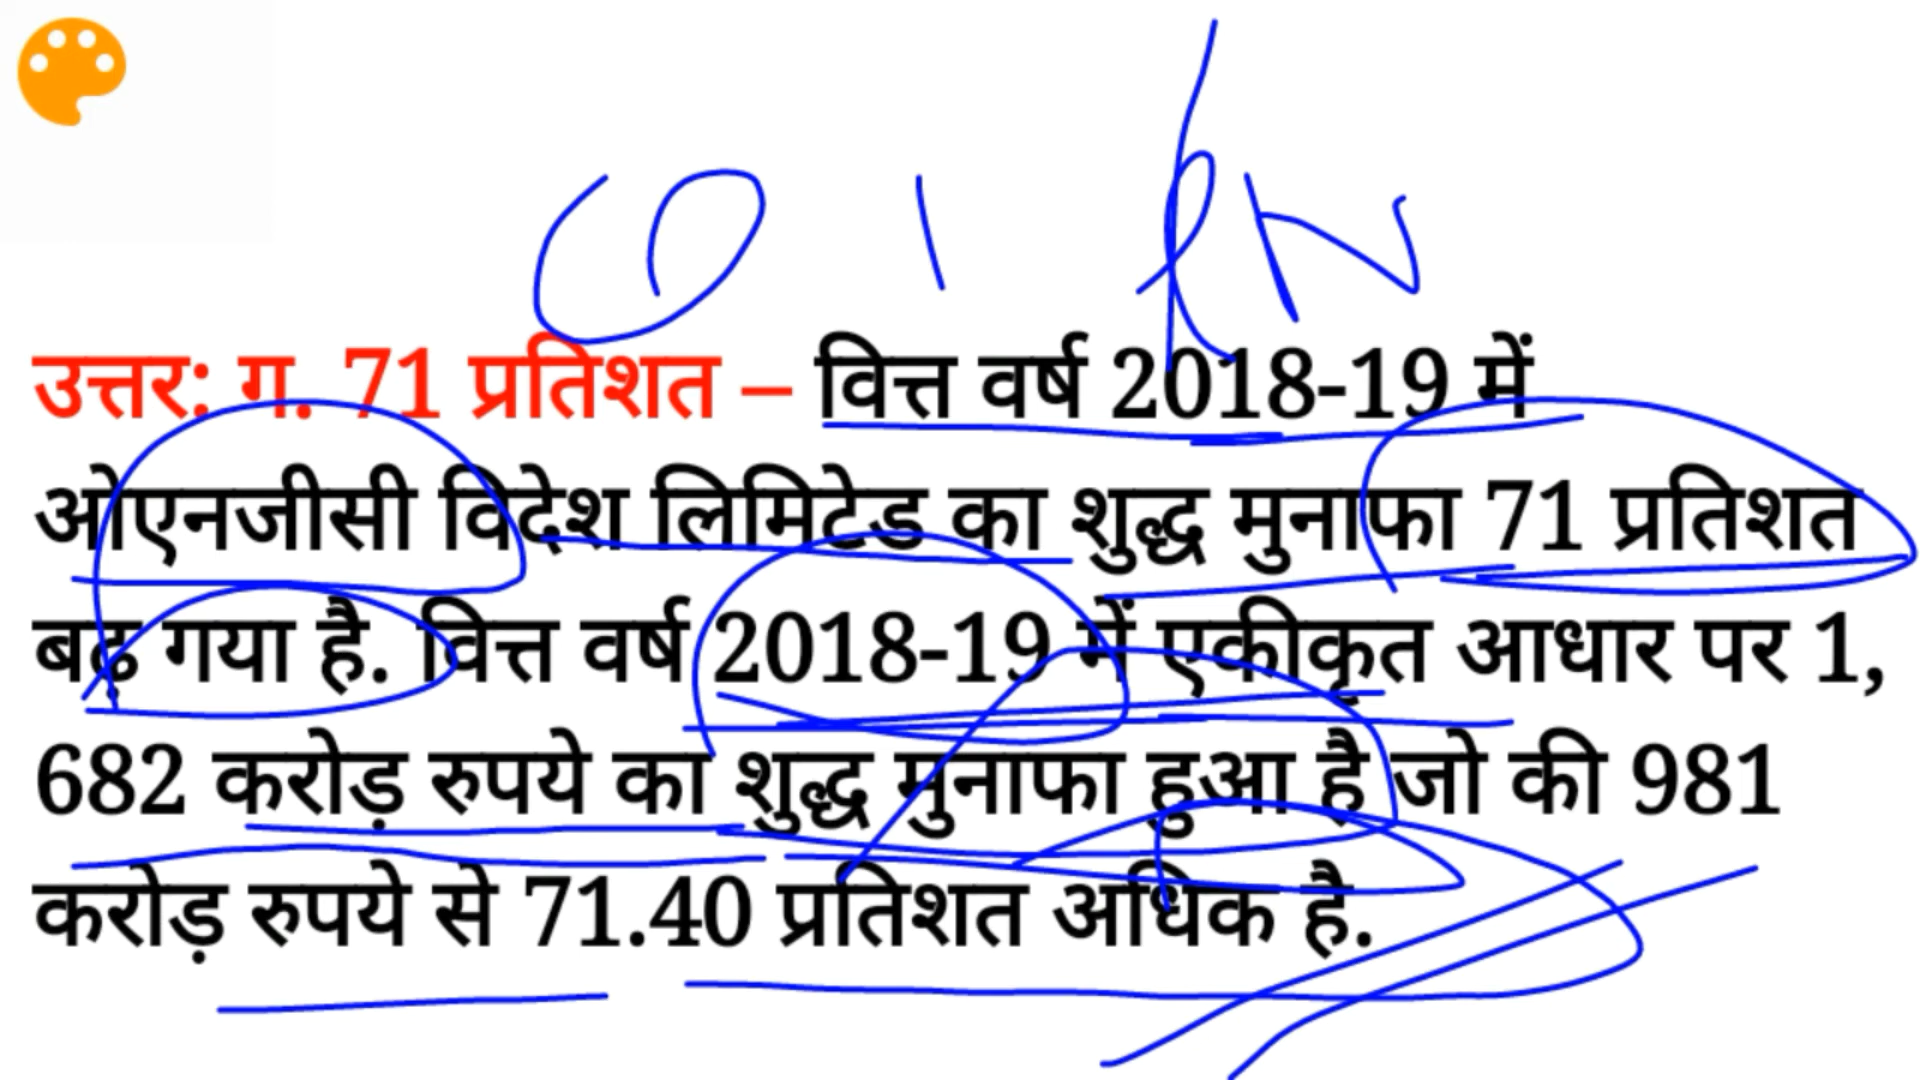 उत्तर: ग. 71 प्रतिशत – वित्त वर्ष 2018-19 में
ओएनजीसी विदेश लिमिटेड का शुद्ध मुनाफा 71 प्रतिशत
बढ़ गया है. वित्त वर्ष 2018-19 में एकीकृत आधार पर 1,
682 करोड़ रुपये का शुद्ध मुनाफा हुआ है जो की 981
करोड़ रुपये से 71.40 प्रतिशत अधिक है.